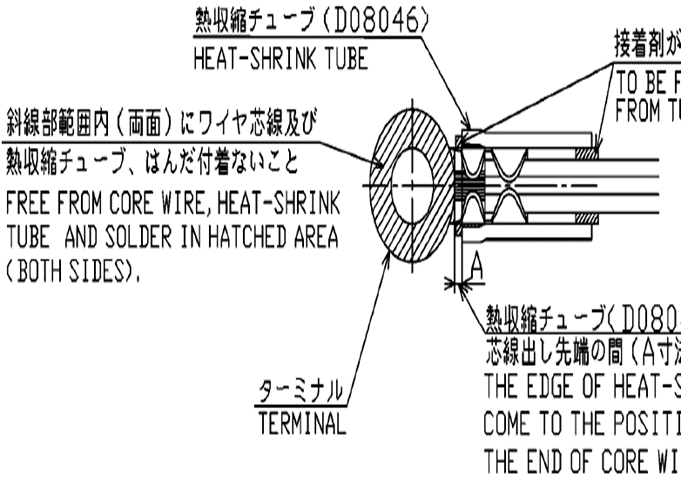 熱収縮チューブ(D08046)
HEAT-SHRINK TUBE
接着剤が
TO BE F
FROM TU
斜線部範囲内(両面)にワイヤ芯線及び
熱収縮チューブ、はんだ付着ないこと
FREE FROM CORE WIRE, HEAT-SHRINK
TUBE AND SOLDER IN HATCHED AREA
(BOTH SIDES).
A
熱収縮チューブ(D080
芯線出し先端の間(A寸法
THE EDGE OF HEAT-S
COME TO THE POSITI
THE END OF CORE WI
ターミナル
TERMINAL